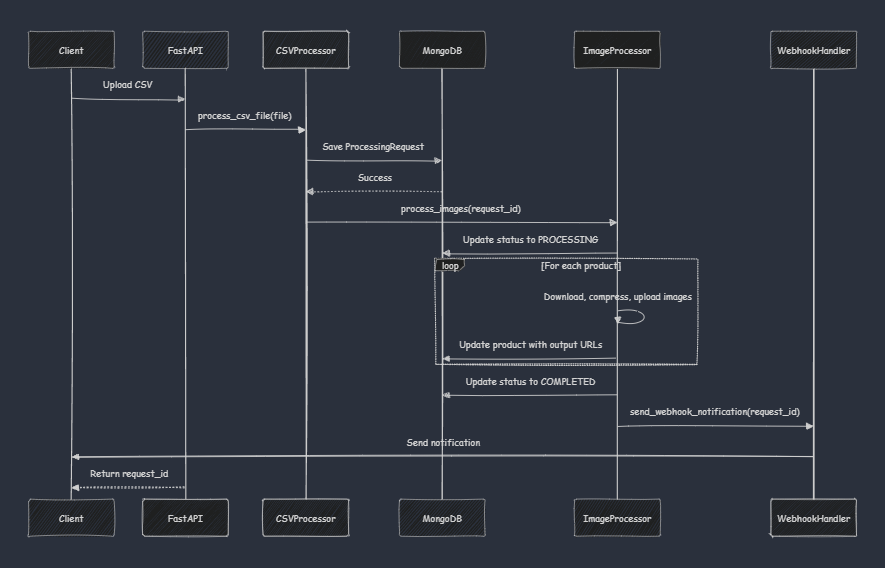 Client
FastAPI
CSVProcessor
MongoDB
ImageProcessor
WebhookHandler
Upload CSV
process_csv_file(file)
Save ProcessingRequest
Success
process_images(request_id)
Update status to PROCESSING
loop
[For each product]
Download, compress, upload images
Update product with output URLs
Update status to COMPLETED
send_webhook_notification(request_id)
Send notification
Return request_id
Client
FastAPI
CSVProcessor
MongoDB
ImageProcessor
WebhookHandler